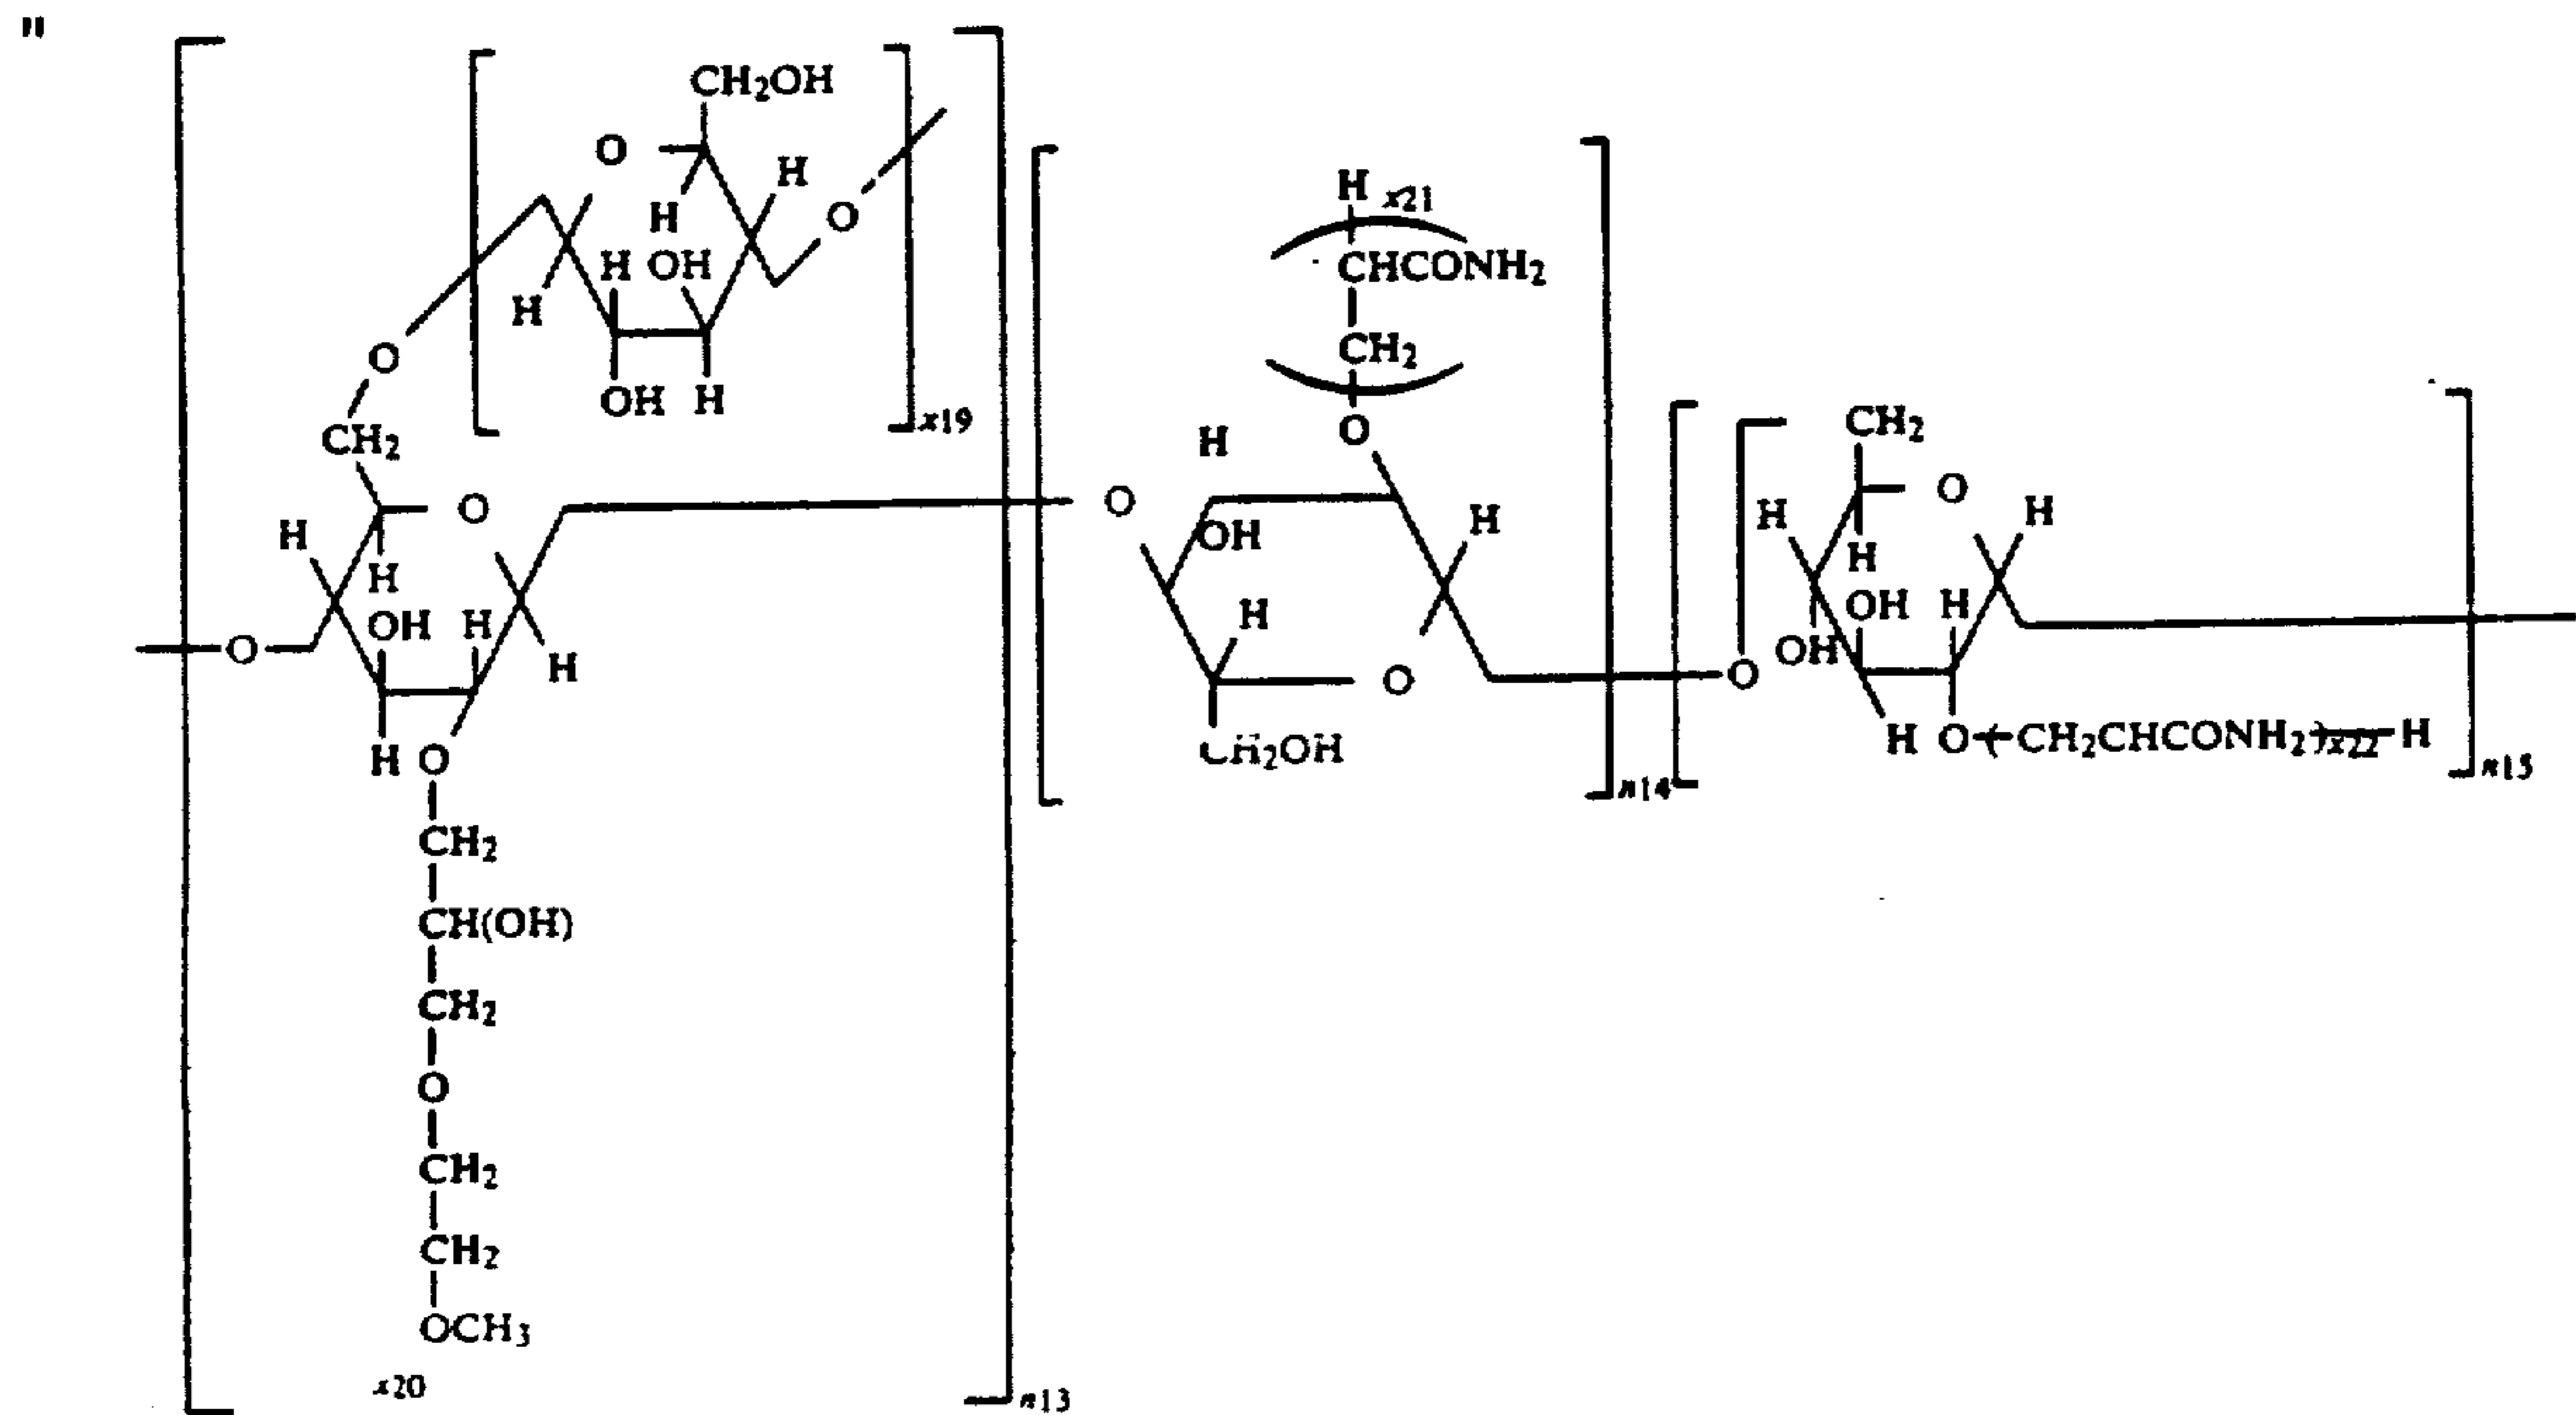 "
CH₂OH
O
H
H
O
H
OH
H
OH
H
x19
O
CH₂
O
H
H
OH
H
H
O
H
O
CH₂
CH(OH)
CH₂
O
CH₂
CH₂
OCH₃
x20
n13
H
x21
CHCONH₂
CH₂
O
H
O
OH
H
H
O
CH₂OH
n14
CH₂
O
H
H
H
OH
H
OH
O
H
O(CH₂CHCONH₂)x22 H
n15